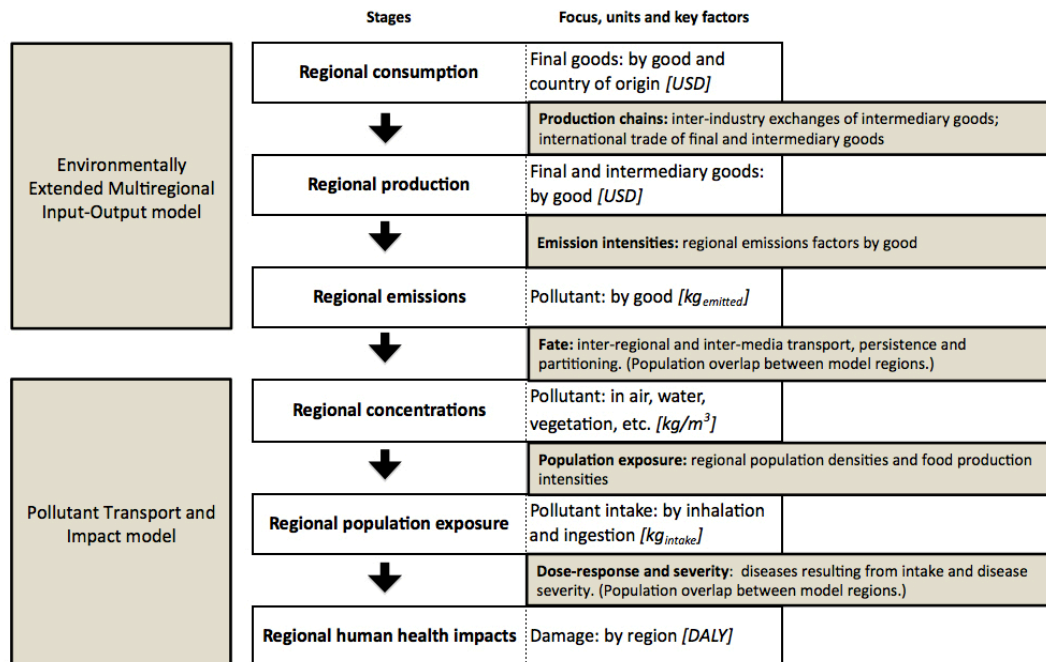 Stages
Focus, units and key factors
Environmentally
Extended Multiregional
Input-Output model
Regional consumption
Final goods: by good and
country of origin [USD]
Production chains: inter-industry exchanges of intermediary goods;
international trade of final and intermediary goods
Regional production
Final and intermediary goods:
by good [USD]
Emission intensities: regional emissions factors by good
Regional emissions
Pollutant: by good [kg emitted]
Fate: inter-regional and inter-media transport, persistence and
partitioning. (Population overlap between model regions.)
Pollutant Transport and
Impact model
Regional concentrations
Pollutant: in air, water,
vegetation, etc. [kg/m³]
Population exposure: regional population densities and food production
intensities
Regional population exposure
Pollutant intake: by inhalation
and ingestion [kg intake]
Dose-response and severity: diseases resulting from intake and disease
severity. (Population overlap between model regions.)
Regional human health impacts
Damage: by region [DALY]